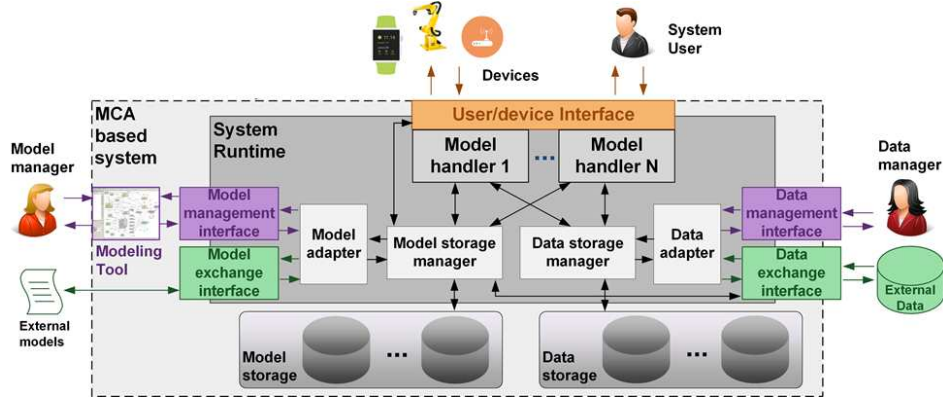 System
User
Devices
MCA
based
system
User/device Interface
System
Runtime
Model
handler 1
...
Model
handler N
Model
manager
Data
manager
Model
management
interface
Data
management
interface
Modeling
Tool
Model
adapter
Model storage
manager
Data storage
manager
Data
adapter
Model
exchange
interface
Data
exchange
interface
External
models
External
Data
Model
storage
...
Data
storage
...